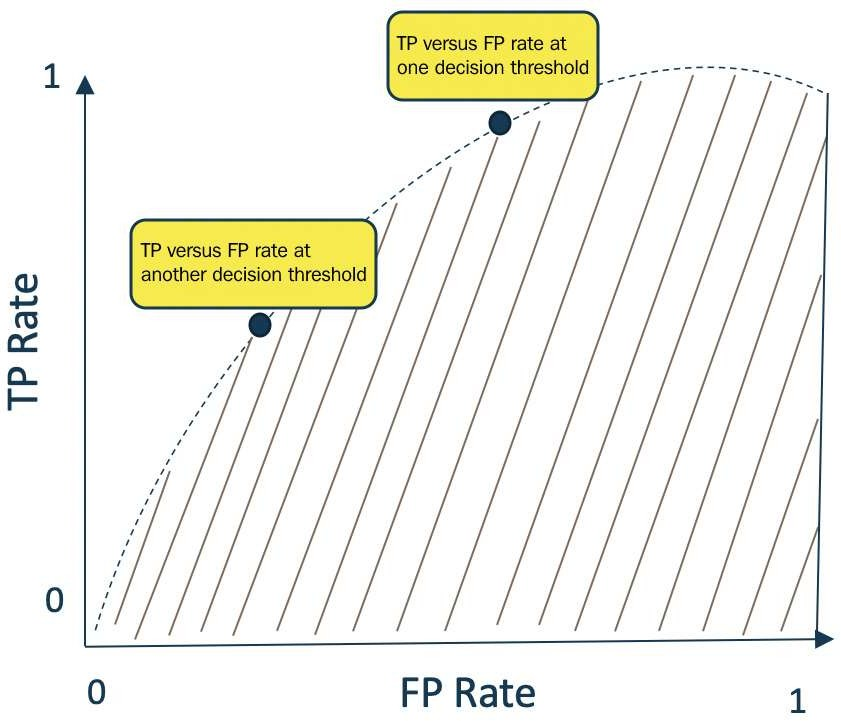 TP versus FP rate at
one decision threshold
1
TP versus FP rate at
another decision threshold
TP Rate
0
0
FP Rate
1